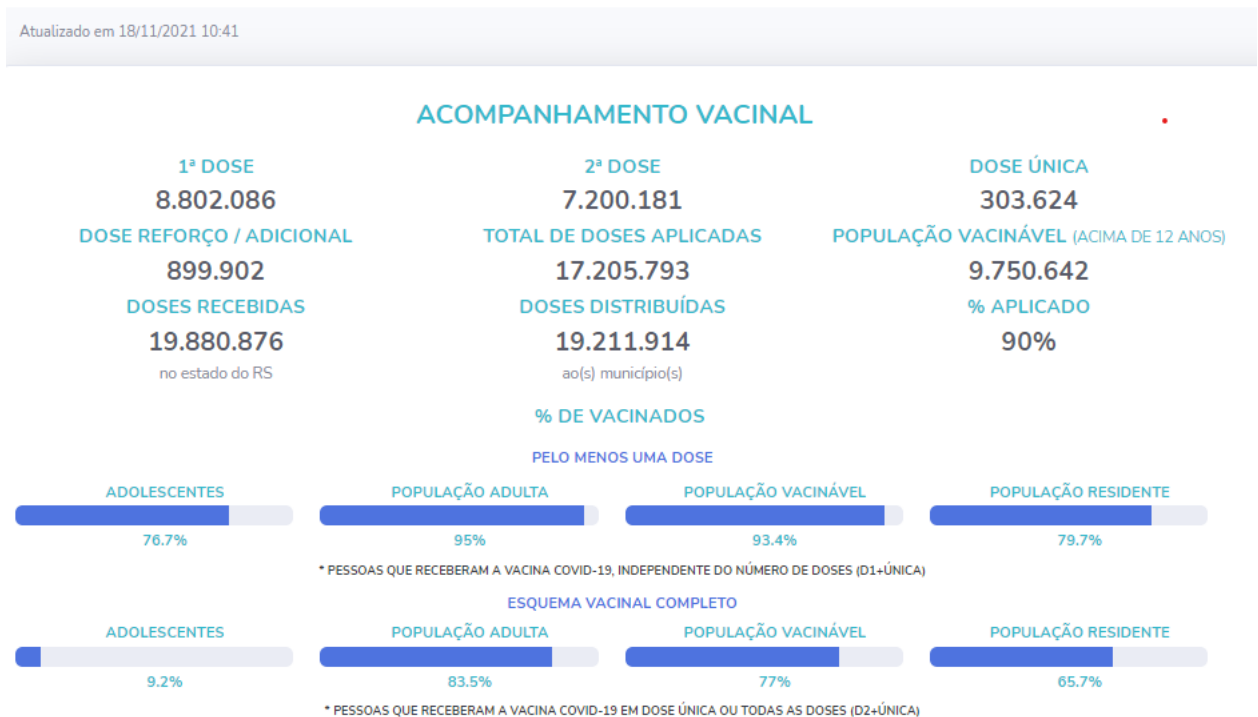 Atualizado em 18/11/2021 10:41
ACOMPANHAMENTO VACINAL
1ª DOSE 2ª DOSE DOSE ÚNICA
8.802.086 7.200.181 303.624
DOSE REFORÇO / ADICIONAL TOTAL DE DOSES APLICADAS POPULAÇÃO VACINÁVEL (ACIMA DE 12 ANOS)
899.902 17.205.793 9.750.642
DOSES RECEBIDAS DOSES DISTRIBUÍDAS % APLICADO
19.880.876 19.211.914 90%
no estado do RS ao(s) município(s)
% DE VACINADOS
PELO MENOS UMA DOSE
ADOLESCENTES POPULAÇÃO ADULTA POPULAÇÃO VACINÁVEL POPULAÇÃO RESIDENTE
76.7% 95% 93.4% 79.7%
* PESSOAS QUE RECEBERAM A VACINA COVID-19, INDEPENDENTE DO NÚMERO DE DOSES (D1+ÚNICA)
ESQUEMA VACINAL COMPLETO
ADOLESCENTES POPULAÇÃO ADULTA POPULAÇÃO VACINÁVEL POPULAÇÃO RESIDENTE
9.2% 83.5% 77% 65.7%
* PESSOAS QUE RECEBERAM A VACINA COVID-19 EM DOSE ÚNICA OU TODAS AS DOSES (D2+ÚNICA)